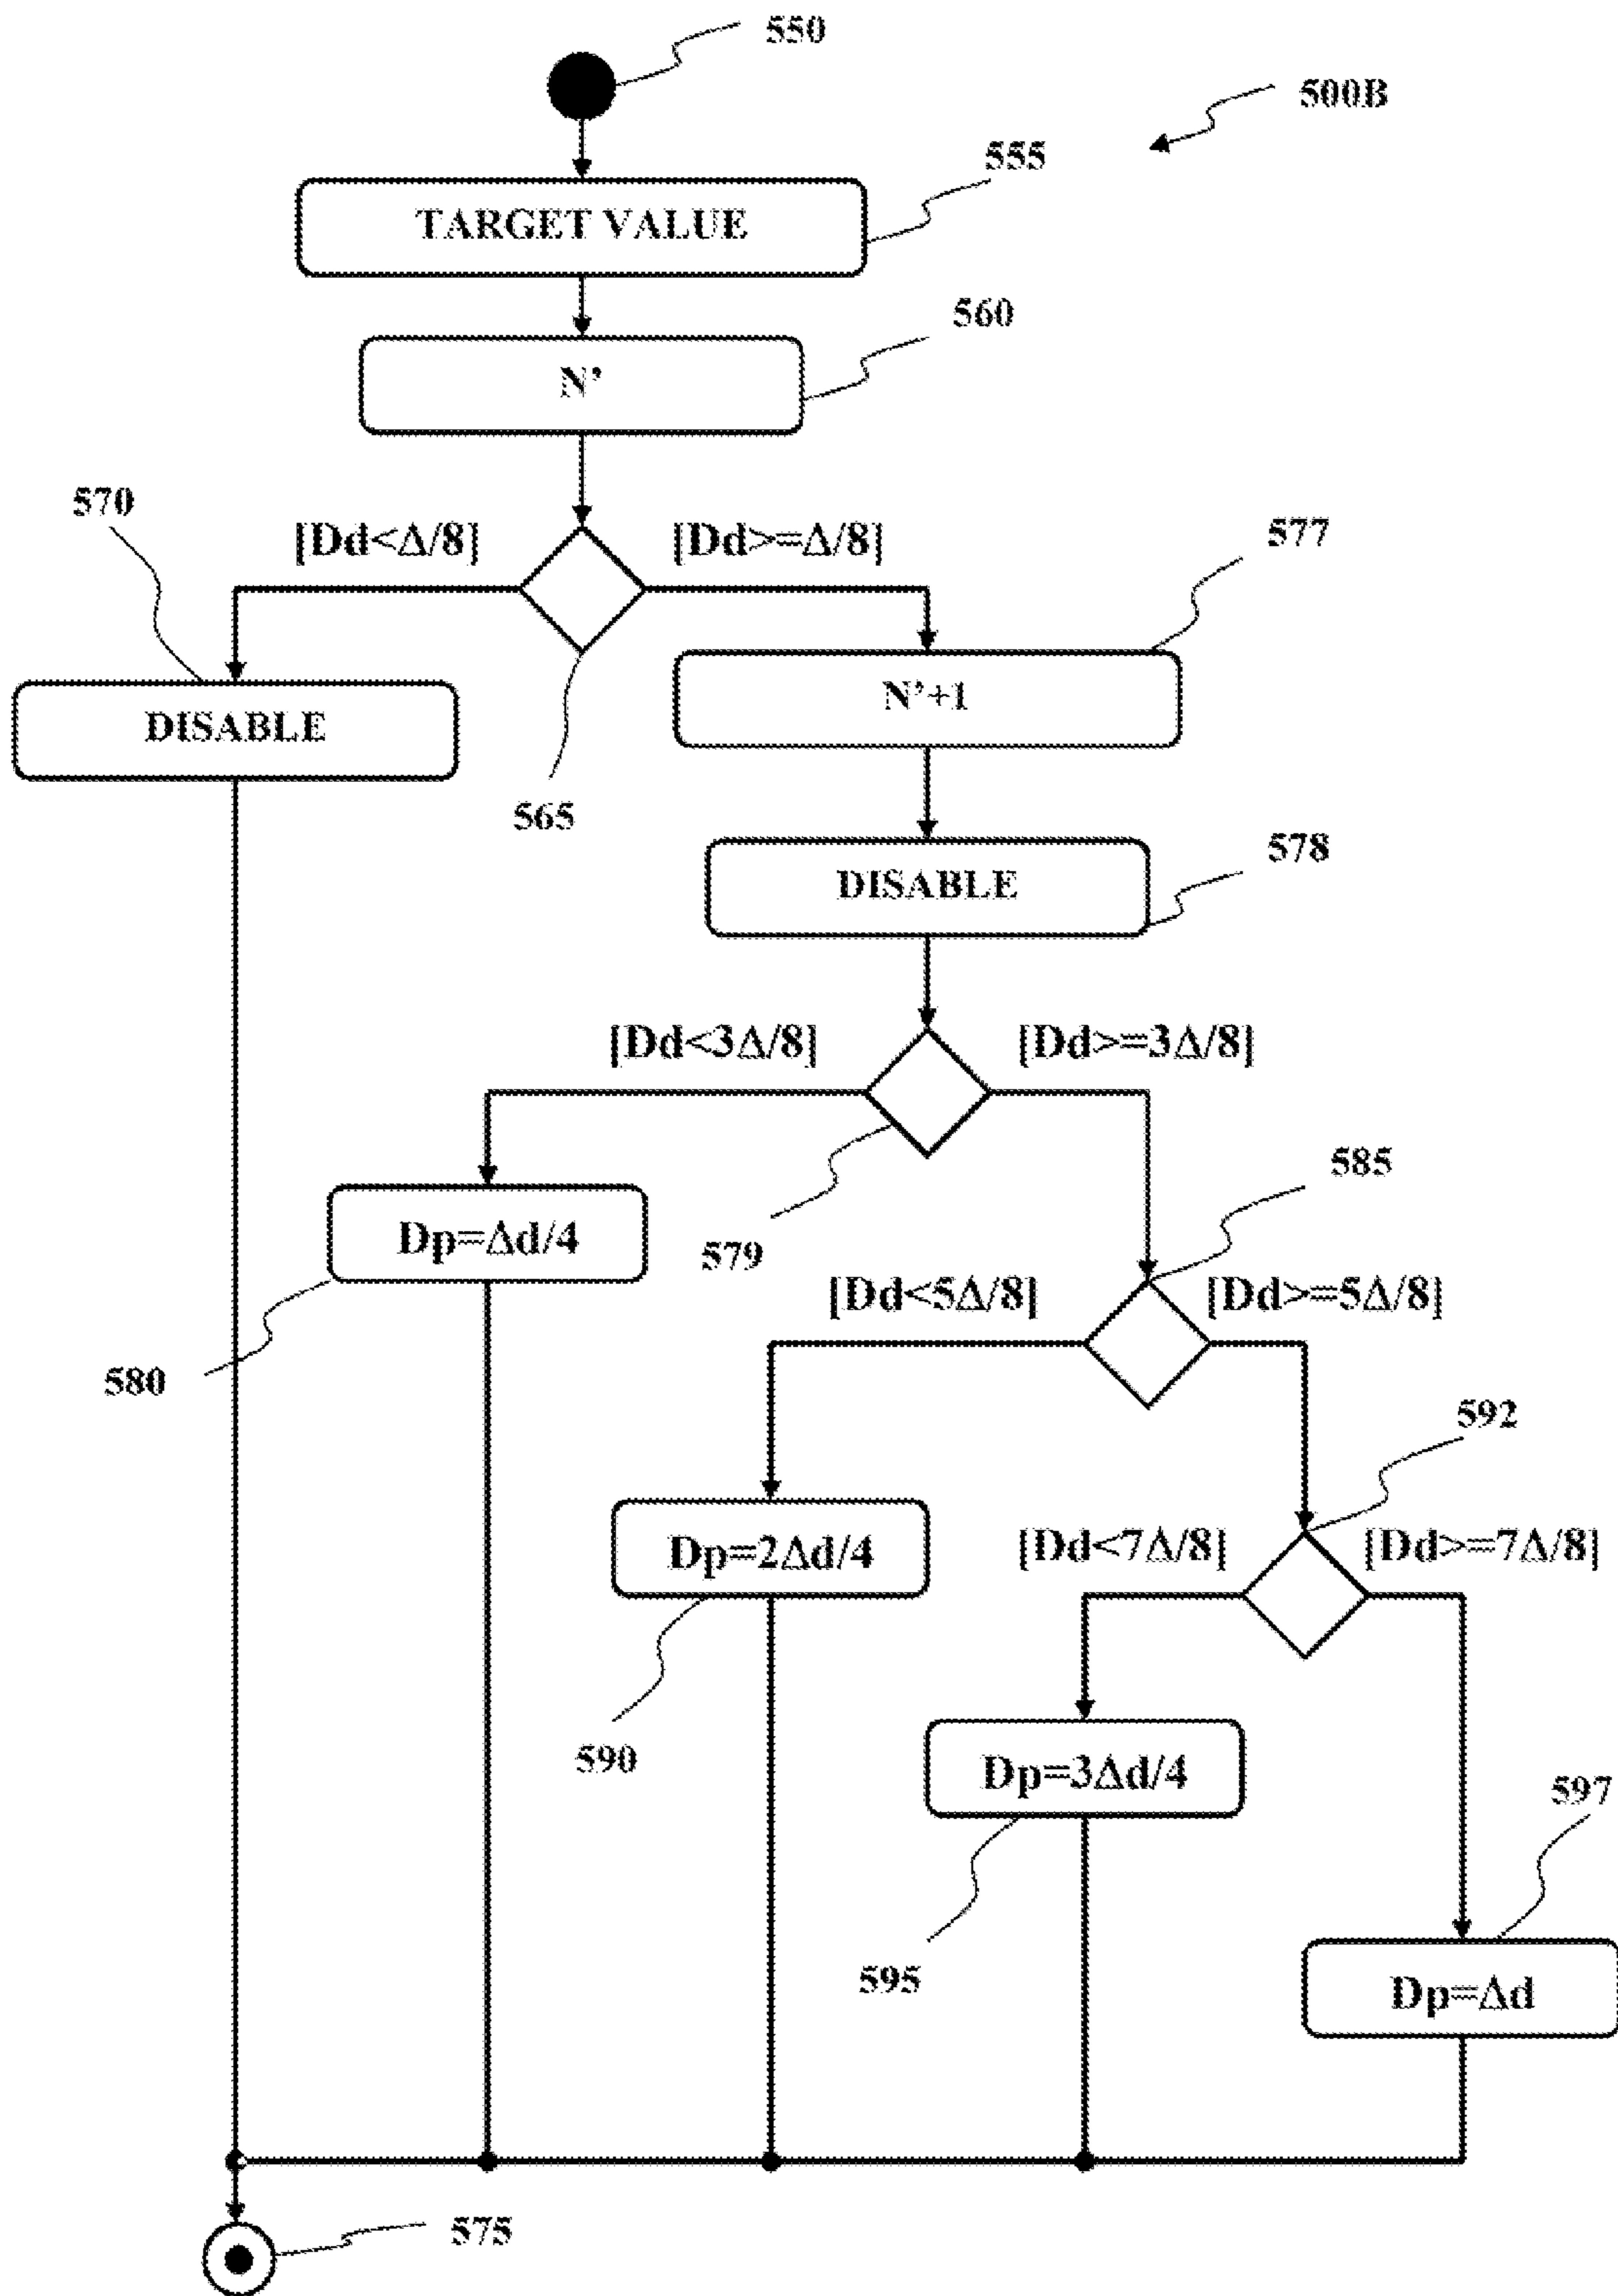 550
500B
555
TARGET VALUE
560
N’
570
[Dd<Δ/8]
[Dd>=Δ/8]
577
DISABLE
N’+1
565
578
DISABLE
[Dd<3Δ/8]
[Dd>=3Δ/8]
585
Dp=Δd/4
579
[Dd<5Δ/8]
[Dd>=5Δ/8]
580
592
Dp=2Δd/4
[Dd<7Δ/8]
[Dd>=7Δ/8]
590
Dp=3Δd/4
597
595
Dp=Δd
575